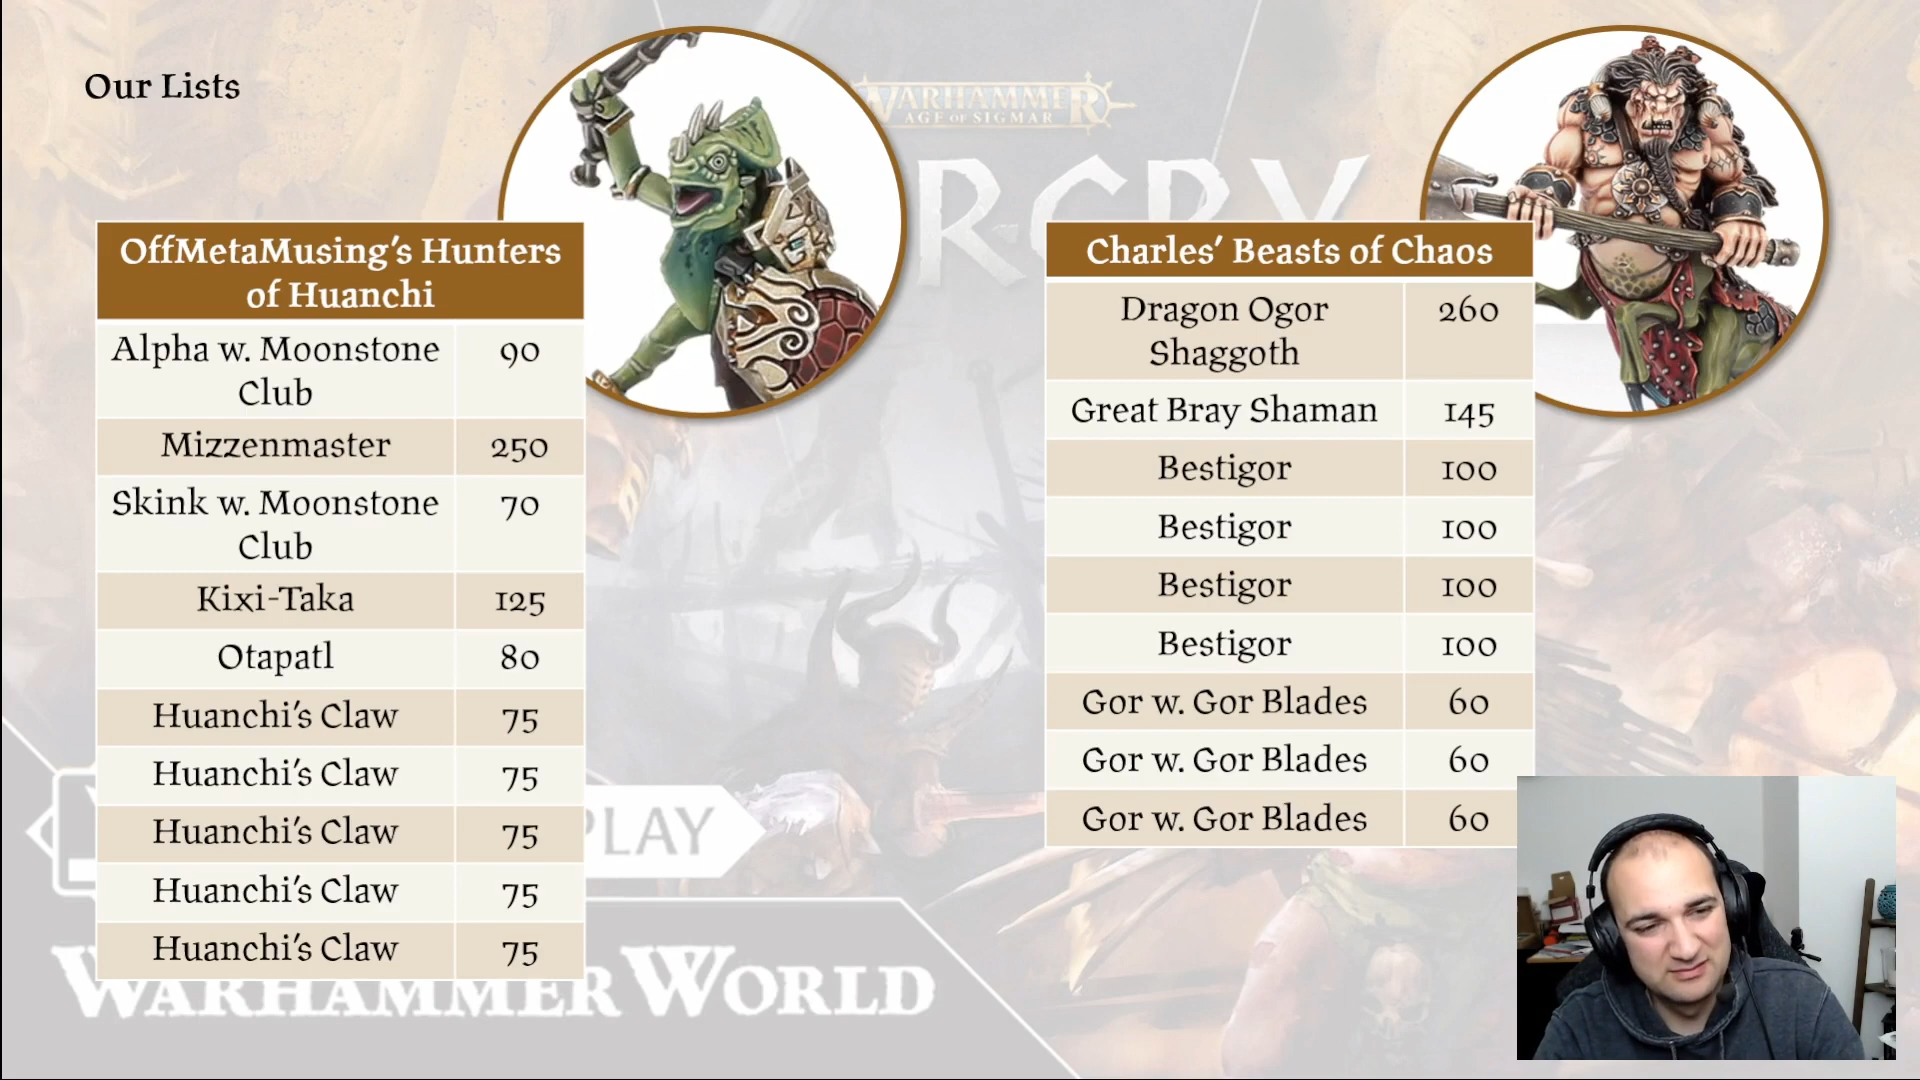 Our Lists
WARHAMMER
AGE OF SIGMAR
OffMetaMusing's Hunters
of Huanchi
Alpha w. Moonstone
Club
90
Mizzenmaster
250
Skink w. Moonstone
Club
70
Kixi-Taka
125
Otapatl
80
Huanchi's Claw
75
Huanchi's Claw
75
Huanchi's Claw
75
Huanchi's Claw
75
Huanchi's Claw
75
Charles' Beasts of Chaos
Dragon Ogor
Shaggoth
260
Great Bray Shaman
145
Bestigor
100
Bestigor
100
Bestigor
100
Bestigor
100
Gor w. Gor Blades
60
Gor w. Gor Blades
60
Gor w. Gor Blades
60
PLAY
WARHAMMER WORLD